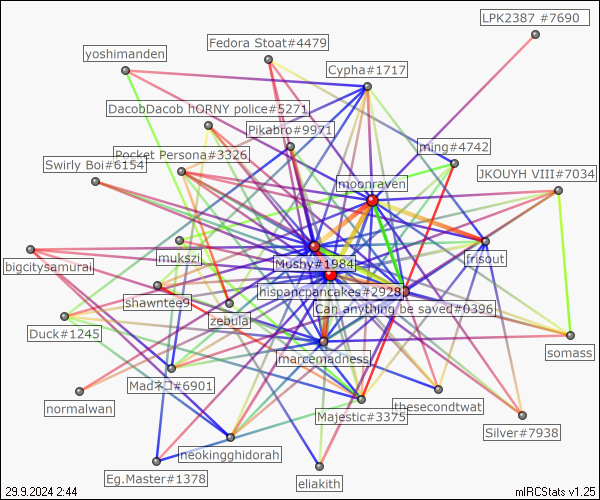 LPK2387 #7690
Fedora Stoat#4479
yoshimanden
Cypha#1717
DacobDacob hORNY police#5271
Pikabro#9971
ming#4742
Pocket Persona#3326
Swirly Boi#6154
JKOUYH VIII#7034
moonraven
mukszi
Mushy#1984
frisqut
bigcitysamurai
hispancpancakes#2928
shawntee9
Can anything be saved#0396
zebula
Duck#1245
somass
marcemadness
Madネコ#6901
normalwan
thesecondtwat
Majestic#3375
Silver#7938
neokingghidorah
Eg.Master#1378
eliakith
29.9.2024 2:44
mIRCStats v1.25